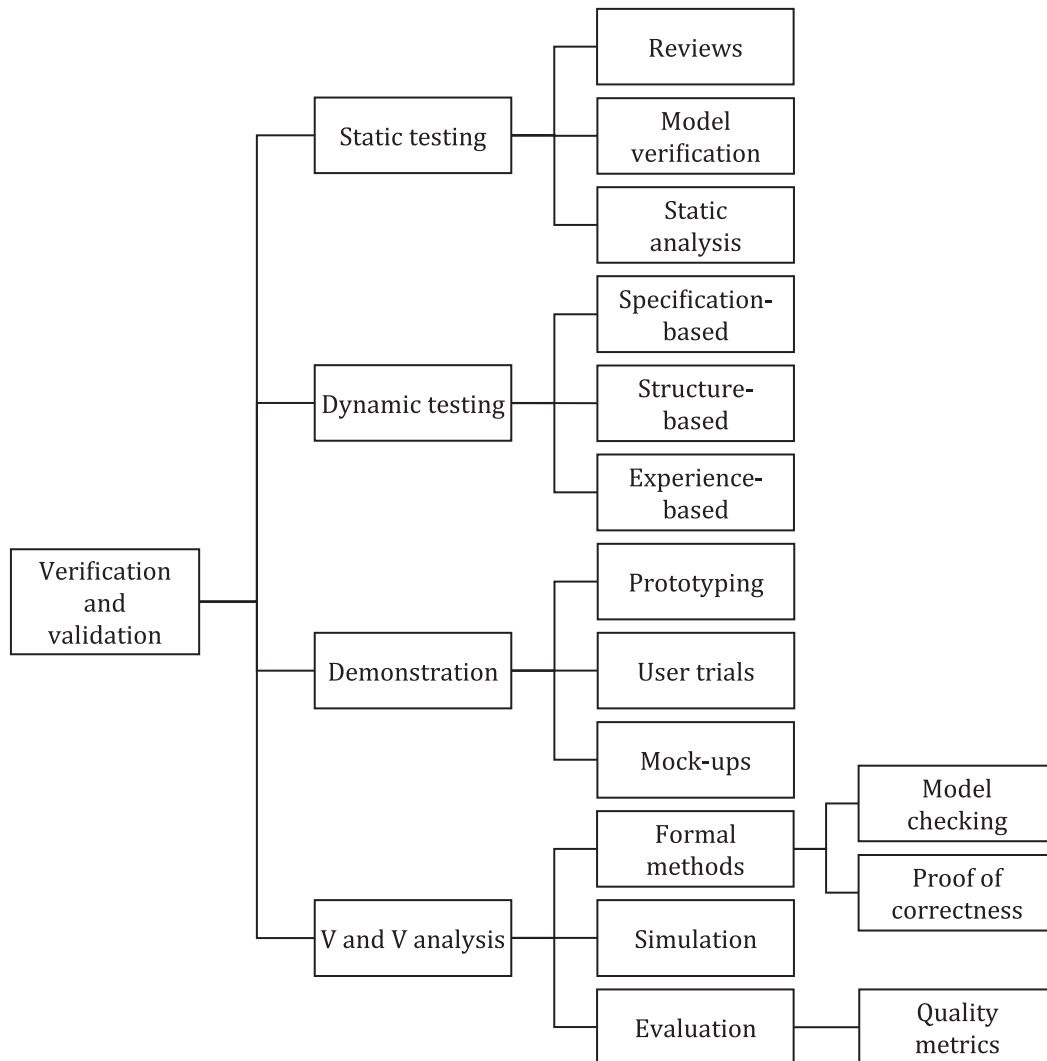 Reviews
Static testing
Model
verification
Static
analysis
Specification-
based
Dynamic testing
Structure-
based
Experience-
based
Verification
and
validation
Prototyping
Demonstration
User trials
Mock-ups
Model
checking
Formal
methods
Proof of
correctness
V and V analysis
Simulation
Evaluation
Quality
metrics